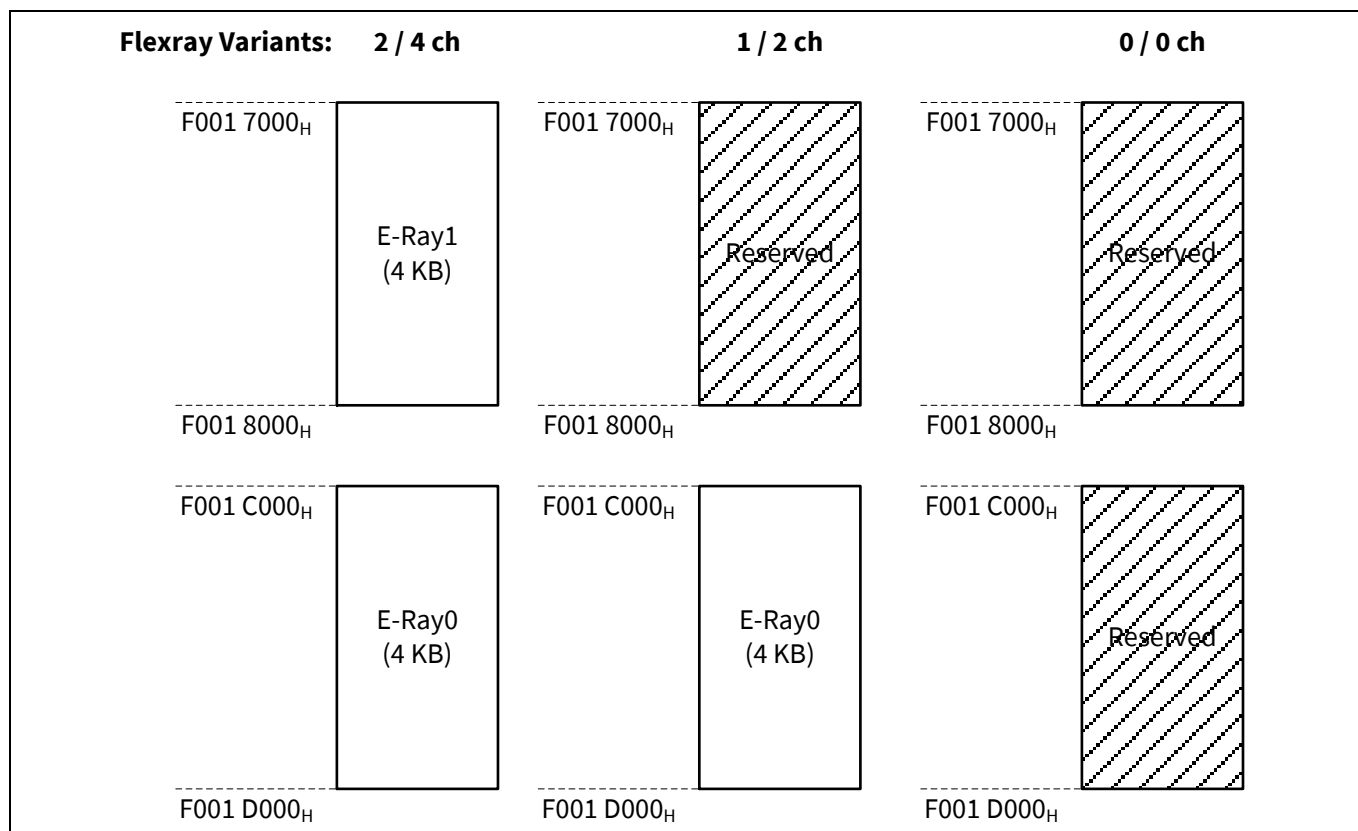 Flexray Variants: 2 / 4 ch 1 / 2 ch 0 / 0 ch
F001 7000H F001 7000H F001 7000H
E-Ray1 Reserved Reserved
(4 KB)
F001 8000H F001 8000H F001 8000H
F001 C000H F001 C000H F001 C000H
E-Ray0 E-Ray0 Reserved
(4 KB) (4 KB)
F001 D000H F001 D000H F001 D000H